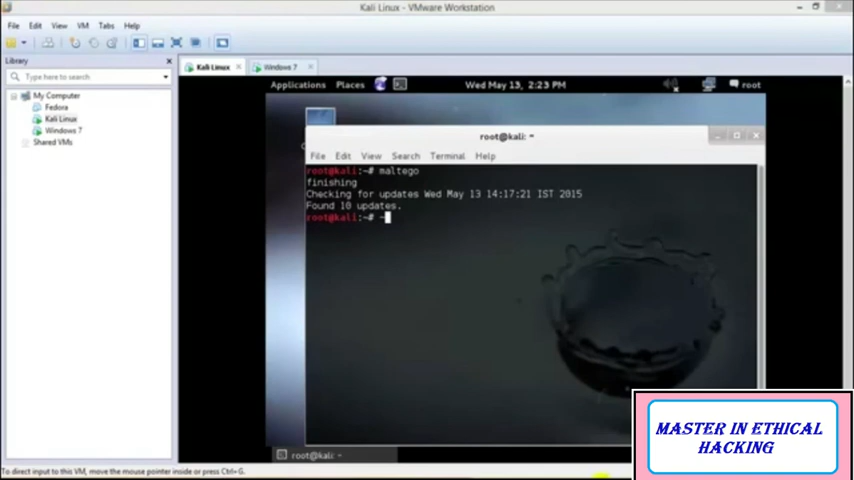 Kali Linux - VMware Workstation
File Edit View VM Tabs Help
Library
Type here to search
My Computer
Fedora
Kali Linux
Windows 7
Shared VMs
Kali Linux Windows 7
Applications Places Wed May 13, 2:23 PM root
root@kali: ~
File Edit View Search Terminal Help
root@kali:~# maltego
finishing
Checking for updates Wed May 13 14:17:21 IST 2015
Found 10 updates.
root@kali:~# -
root@kali: ~
MASTER IN ETHICAL
HACKING
To direct input to this VM, move the mouse pointer inside or press Ctrl+G.